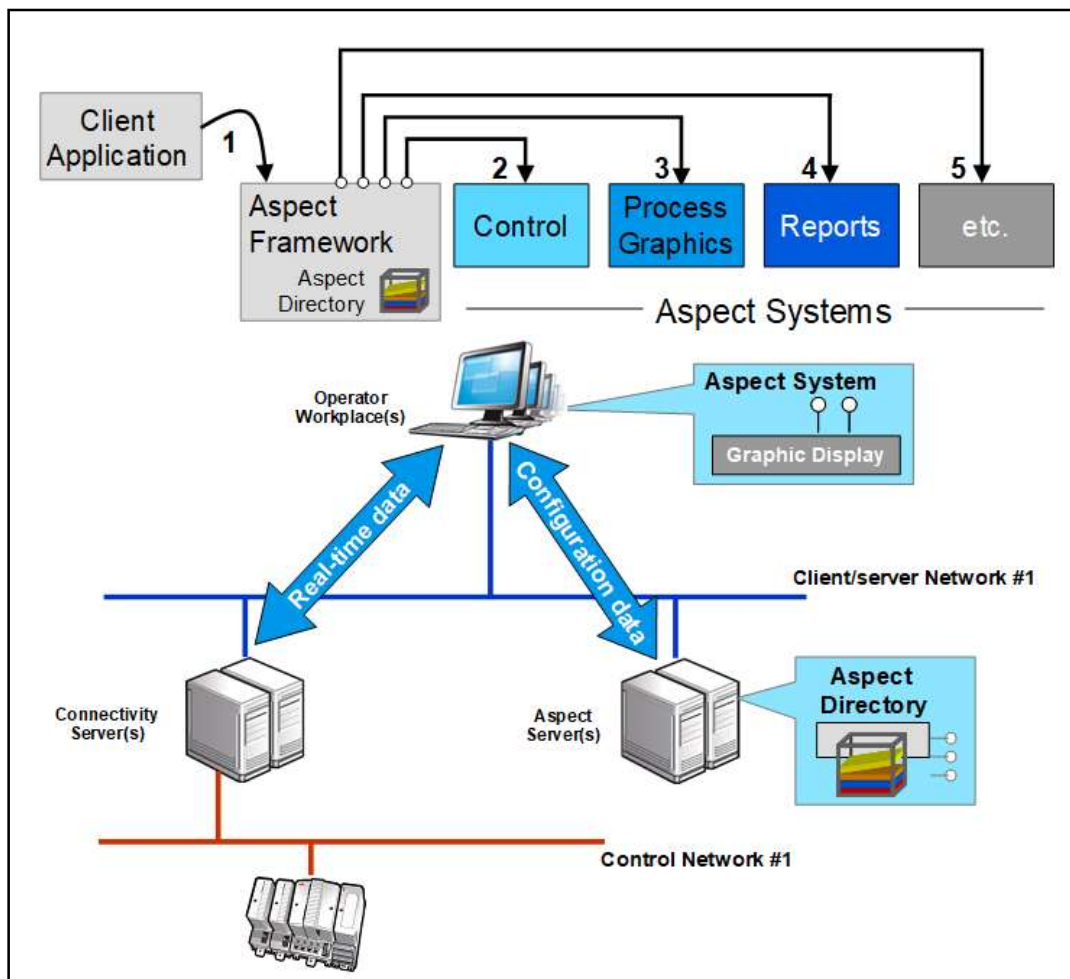 Client
Application
1
2
3
4
5
Aspect
Framework
Aspect
Directory
Control
Process
Graphics
Reports
etc.
Aspect Systems
Operator
Workplace(s)
Aspect System
Graphic Display
Real-time data
Configuration data
Client/server Network #1
Connectivity
Server(s)
Aspect
Server(s)
Aspect
Directory
Control Network #1